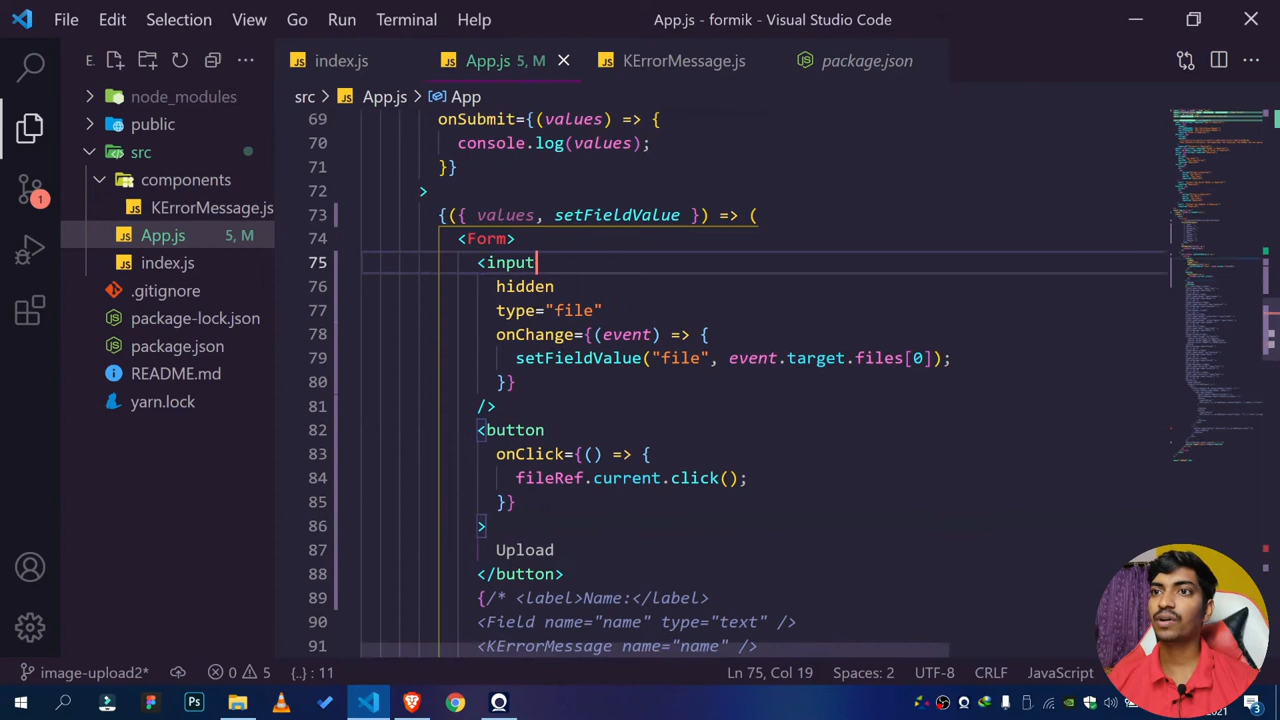 File Edit Selection View Go Run Terminal Help App.js - formik - Visual Studio Code
E... index.js App.js 5, M KErrorMessage.js package.json
node_modules
public
src
components
KErrorMessage.js
App.js 5, M
index.js
.gitignore
package-lock.json
package.json
README.md
yarn.lock
src > App.js > App
69 onSubmit={(values) => {
70 console.log(values);
71 }}
72 >
73 {({ values, setFieldValue }) => (
74 <Form>
75 <input
76 hidden
77 type="file"
78 onChange={(event) => {
79 setFieldValue("file", event.target.files[0]);
80 }}
81 />
82 <button
83 onClick={() => {
84 fileRef.current.click();
85 }}
86 >
87 Upload
88 </button>
89 {/* <label>Name:</label>
90 <Field name="name" type="text" />
91 <KErrorMessage name="name" />
1
image-upload2* 0 5 {..} : 11 Ln 75, Col 19 Spaces: 2 UTF-8 CRLF JavaScript
Ps
2021
3